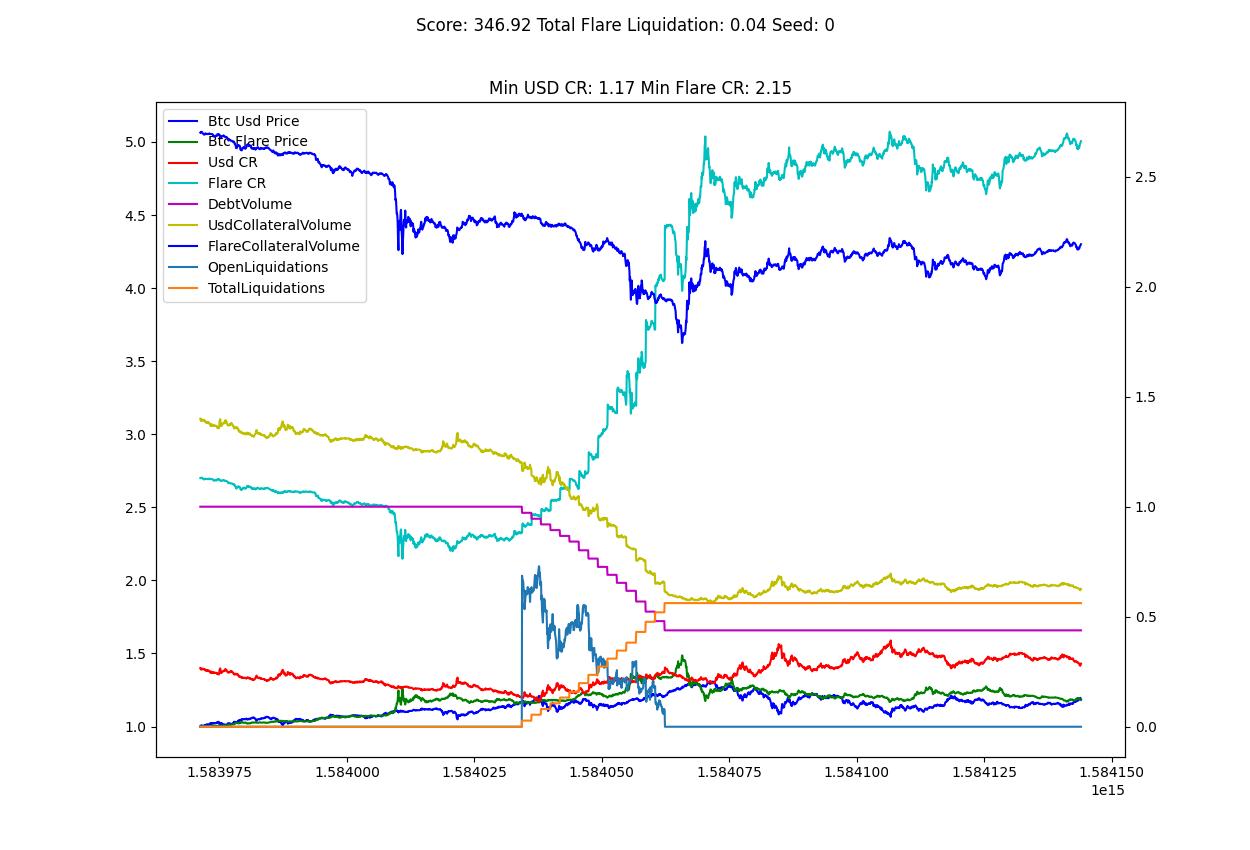 Score: 346.92 Total Flare Liquidation: 0.04 Seed: 0
Min USD CR: 1.17 Min Flare CR: 2.15
Btc Usd Price
Btc Flare Price
Usd CR
Flare CR
DebtVolume
UsdCollateralVolume
FlareCollateralVolume
OpenLiquidations
TotalLiquidations
5.0
4.5
4.0
3.5
3.0
2.5
2.0
1.5
1.0
2.5
2.0
1.5
1.0
0.5
0.0
1.583975 1.584000 1.584025 1.584050 1.584075 1.584100 1.584125 1.584150
1e15